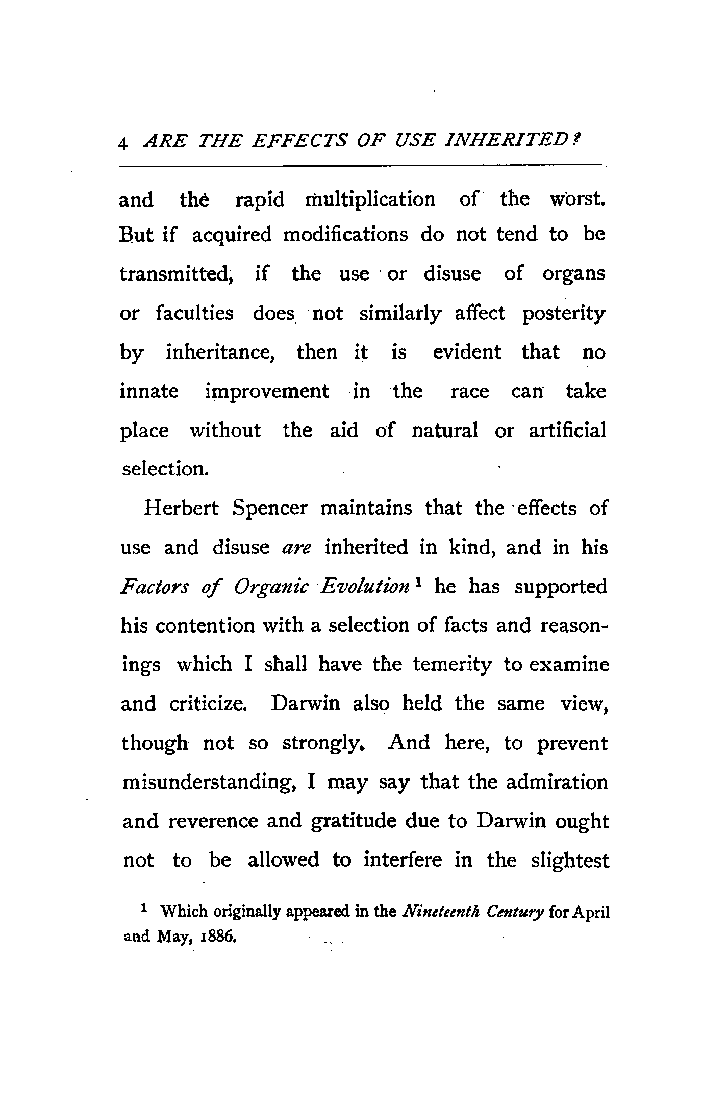 4 ARE THE EFFECTS OF USE INHERITED?
and the rapid multiplication of the worst.
But if acquired modifications do not tend to be
transmitted, if the use or disuse of organs
or faculties does not similarly affect posterity
by inheritance, then it is evident that no
innate improvement in the race can take
place without the aid of natural or artificial
selection.
Herbert Spencer maintains that the effects of
use and disuse are inherited in kind, and in his
Factors of Organic Evolution ¹ he has supported
his contention with a selection of facts and reason-
ings which I shall have the temerity to examine
and criticize. Darwin also held the same view,
though not so strongly. And here, to prevent
misunderstanding, I may say that the admiration
and reverence and gratitude due to Darwin ought
not to be allowed to interfere in the slightest
¹ Which originally appeared in the Nineteenth Century for April
and May, 1886.